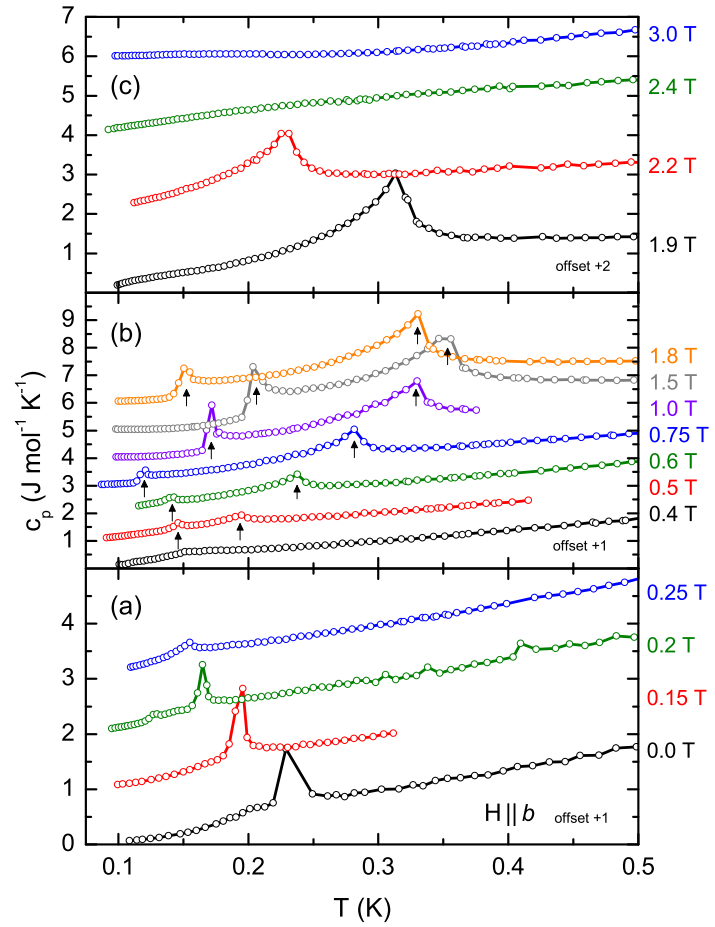 6
5
4
3
2
1
(c)
3.0 T
2.4 T
2.2 T
1.9 T
offset +2
9
8
7
6
5
4
3
2
1
(b)
1.8 T
1.5 T
1.0 T
0.75 T
0.6 T
0.5 T
0.4 T
offset +1
c_p (J mol⁻¹ K⁻¹)
4
3
2
1
0
(a)
0.25 T
0.2 T
0.15 T
0.0 T
H || b offset +1
0.1 0.2 0.3 0.4 0.5
T (K)